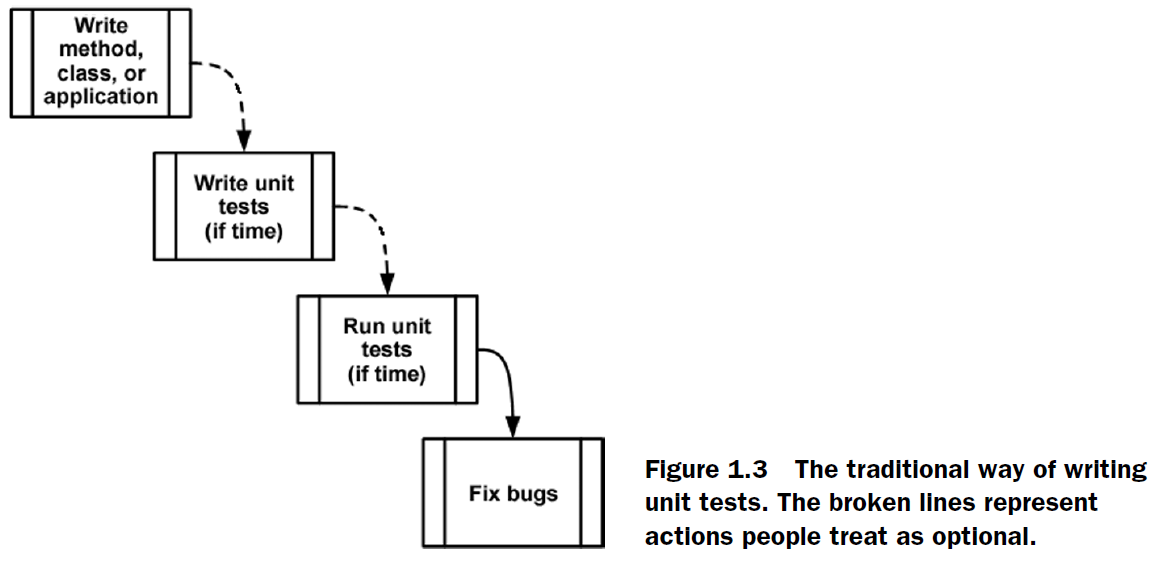 Write
method,
class, or
application
Write unit
tests
(if time)
Run unit
tests
(if time)
Fix bugs
Figure 1.3 The traditional way of writing
unit tests. The broken lines represent
actions people treat as optional.